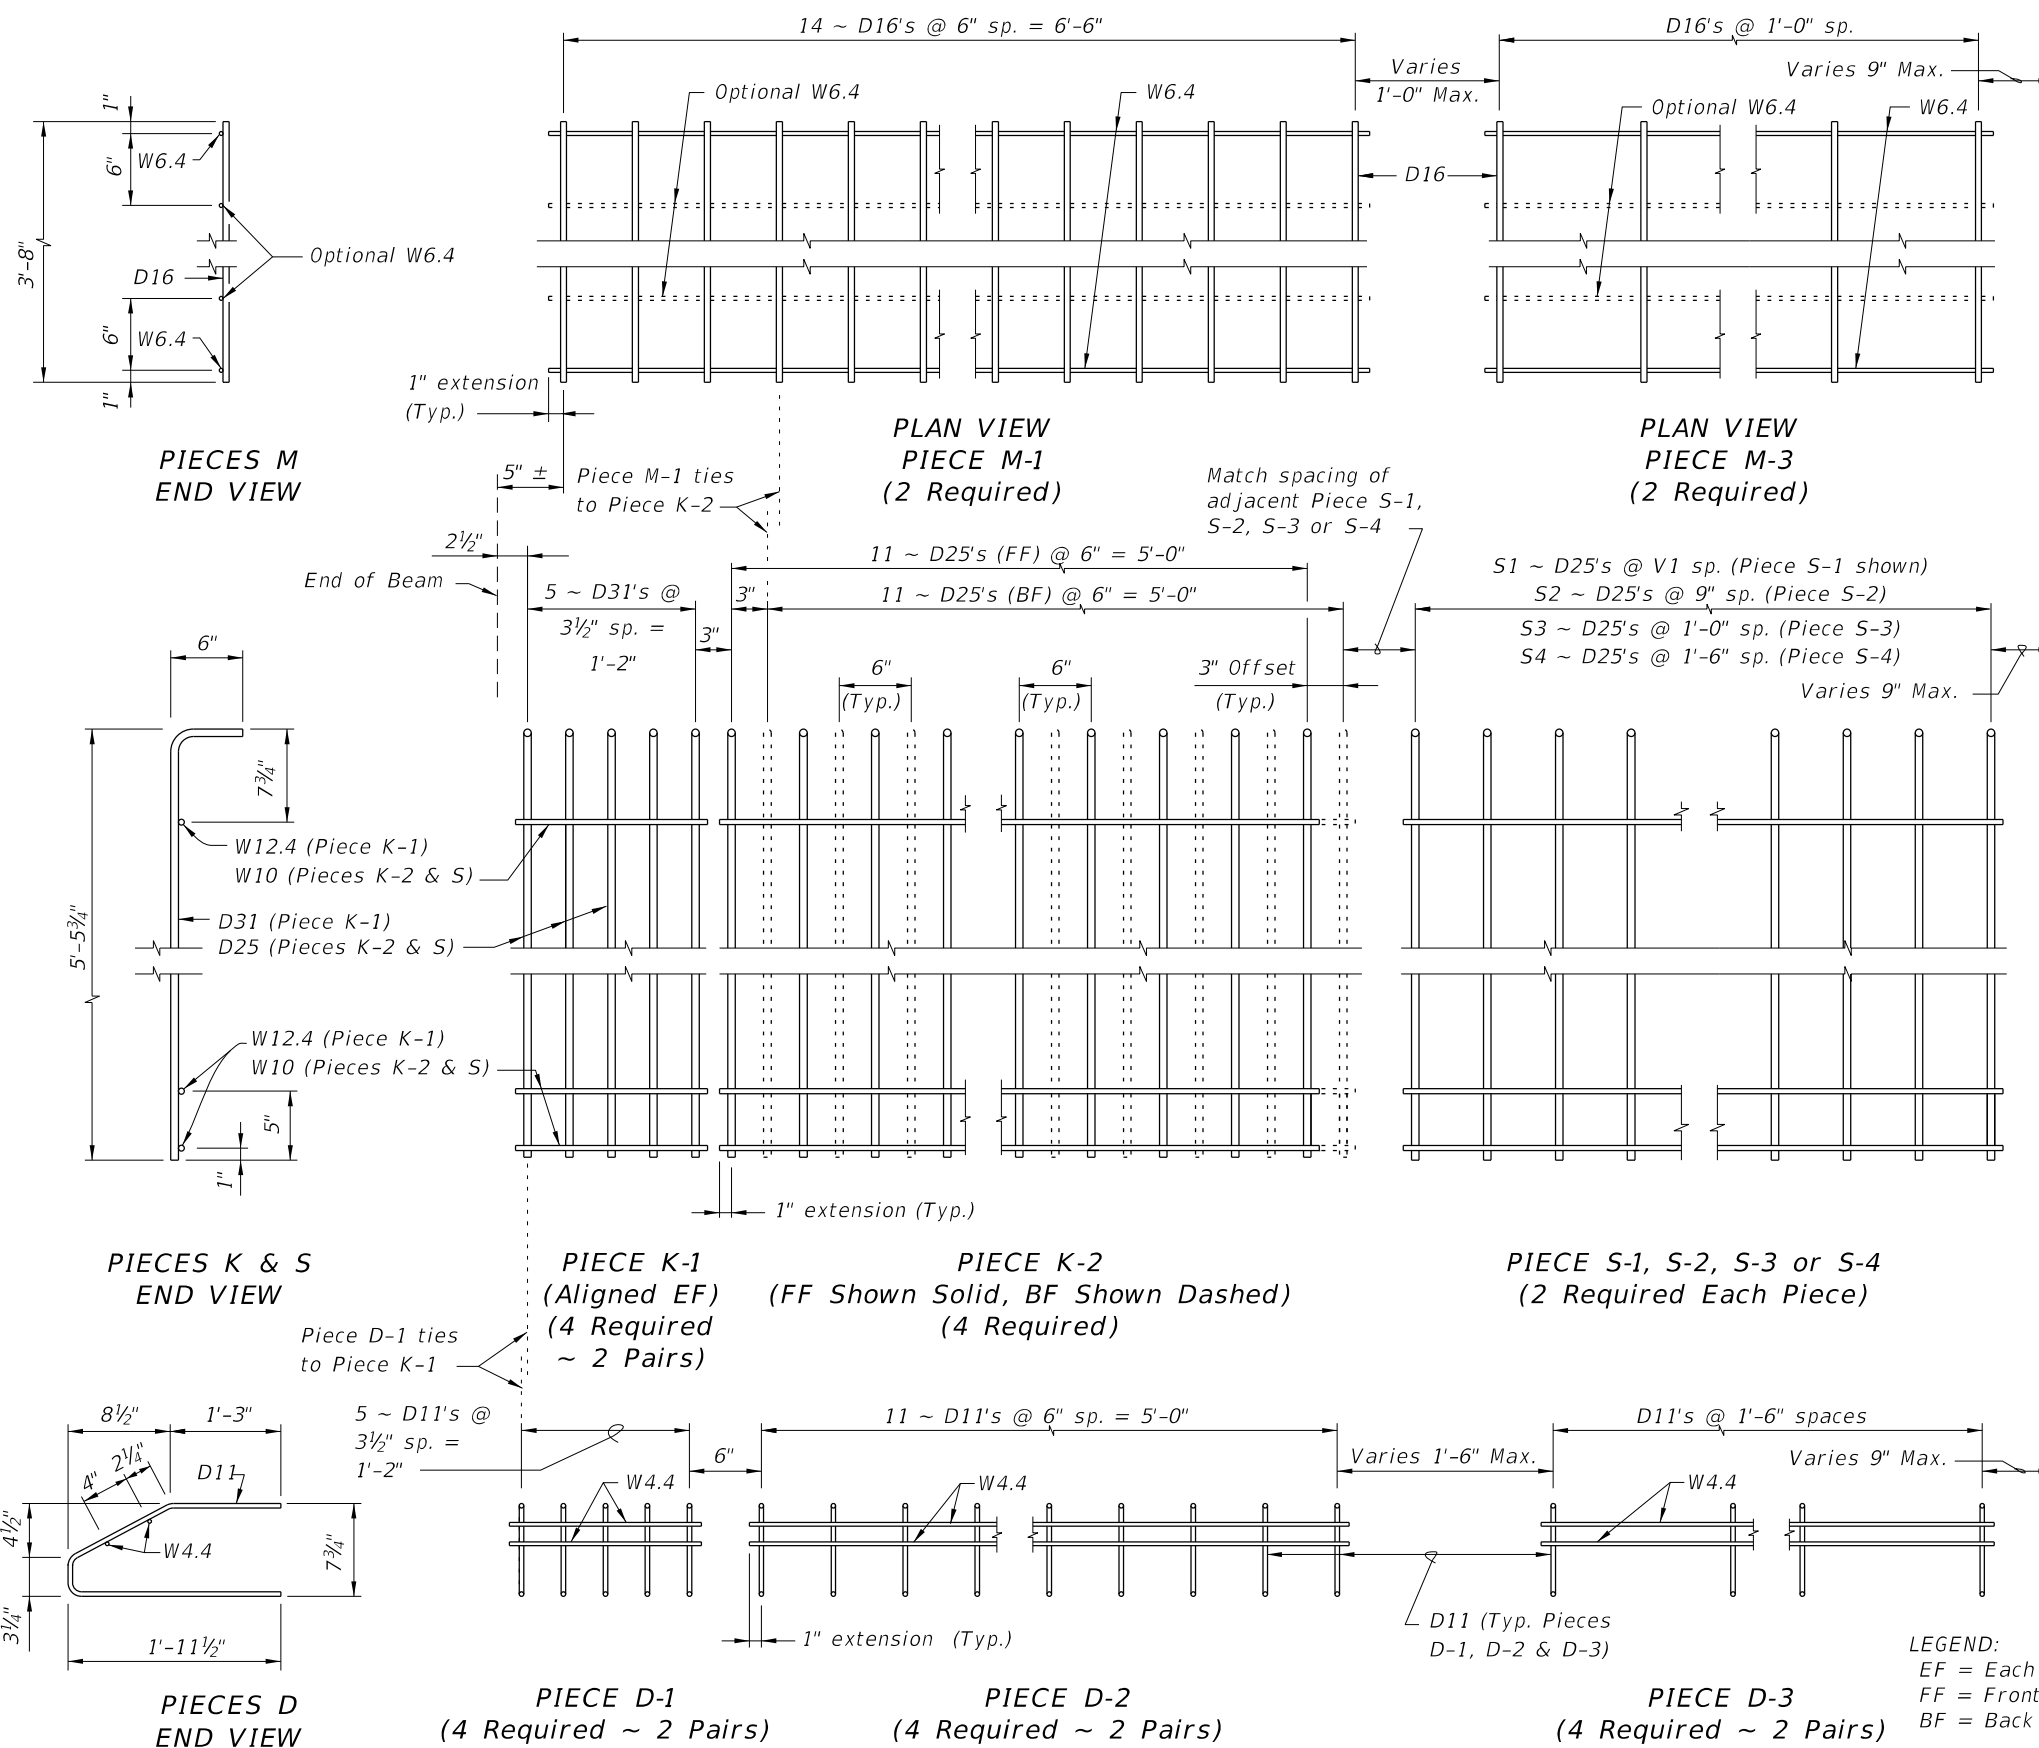 14 ~ D16's @ 6" sp. = 6'-6"
D16's @ 1'-0" sp.
Varies
1'-0" Max.
Varies 9" Max.
Optional W6.4
W6.4
Optional W6.4
W6.4
1"
6"
W6.4
D16
3'-8"
Optional W6.4
D16
6"
W6.4
1"
1" extension
(Typ.)
PIECES M
END VIEW
PLAN VIEW
PIECE M-1
(2 Required)
PLAN VIEW
PIECE M-3
(2 Required)
5" ±
Piece M-1 ties
to Piece K-2
Match spacing of
adjacent Piece S-1,
S-2, S-3 or S-4
2½"
End of Beam
11 ~ D25's (FF) @ 6" = 5'-0"
5 ~ D31's @
3½" sp. =
1'-2"
3"
11 ~ D25's (BF) @ 6" = 5'-0"
3"
S1 ~ D25's @ V1 sp. (Piece S-1 shown)
S2 ~ D25's @ 9" sp. (Piece S-2)
S3 ~ D25's @ 1'-0" sp. (Piece S-3)
S4 ~ D25's @ 1'-6" sp. (Piece S-4)
Varies 9" Max.
6"
6"
(Typ.)
6"
(Typ.)
3" Offset
(Typ.)
7¾"
W12.4 (Piece K-1)
W10 (Pieces K-2 & S)
D31 (Piece K-1)
D25 (Pieces K-2 & S)
5'-5¾"
W12.4 (Piece K-1)
W10 (Pieces K-2 & S)
5"
1"
1" extension (Typ.)
PIECES K & S
END VIEW
PIECE K-1
(Aligned EF)
(4 Required
~ 2 Pairs)
PIECE K-2
(FF Shown Solid, BF Shown Dashed)
(4 Required)
PIECE S-1, S-2, S-3 or S-4
(2 Required Each Piece)
Piece D-1 ties
to Piece K-1
8½"
1'-3"
5 ~ D11's @
3½" sp. =
1'-2"
11 ~ D11's @ 6" sp. = 5'-0"
D11's @ 1'-6" spaces
4"
2¼"
D11
6"
Varies 1'-6" Max.
Varies 9" Max.
W4.4
W4.4
W4.4
4½"
W4.4
7¾"
3¼"
1'-11½"
1" extension (Typ.)
D11 (Typ. Pieces
D-1, D-2 & D-3)
LEGEND:
EF = Each
FF = Front
BF = Back
PIECES D
END VIEW
PIECE D-1
(4 Required ~ 2 Pairs)
PIECE D-2
(4 Required ~ 2 Pairs)
PIECE D-3
(4 Required ~ 2 Pairs)